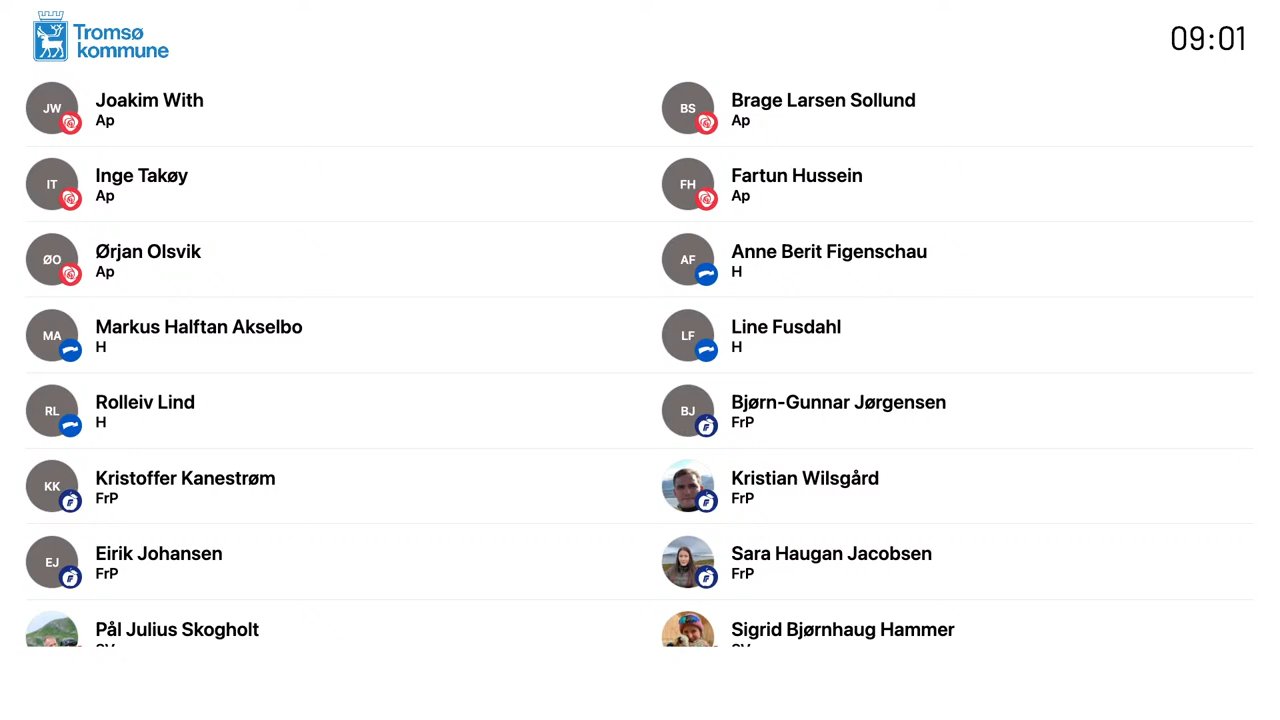 Tromsø
kommune
09:01
JW
Joakim With
Ap
BS
Brage Larsen Sollund
Ap
IT
Inge Takøy
Ap
FH
Fartun Hussein
Ap
ØO
Ørjan Olsvik
Ap
AF
Anne Berit Figenschau
H
MA
Markus Halftan Akselbo
H
LF
Line Fusdahl
H
RL
Rolleiv Lind
H
BJ
Bjørn-Gunnar Jørgensen
FrP
KK
Kristoffer Kanestrøm
FrP
Kristian Wilsgård
FrP
EJ
Eirik Johansen
FrP
Sara Haugan Jacobsen
FrP
Pål Julius Skogholt
SV
Sigrid Bjørnhaug Hammer
SV